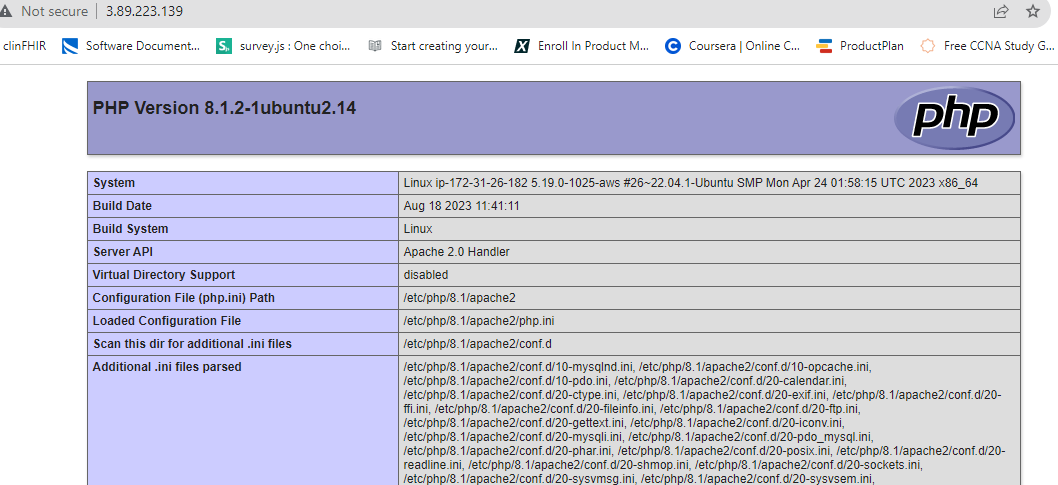 Not secure 3.89.223.139
clinFHIR Software Document... survey.js : One choi... Start creating your... Enroll In Product M... Coursera | Online C... ProductPlan Free CCNA Study G...
PHP Version 8.1.2-1ubuntu2.14
php
System Linux ip-172-31-26-182 5.19.0-1025-aws #26~22.04.1-Ubuntu SMP Mon Apr 24 01:58:15 UTC 2023 x86_64
Build Date Aug 18 2023 11:41:11
Build System Linux
Server API Apache 2.0 Handler
Virtual Directory Support disabled
Configuration File (php.ini) Path /etc/php/8.1/apache2
Loaded Configuration File /etc/php/8.1/apache2/php.ini
Scan this dir for additional .ini files /etc/php/8.1/apache2/conf.d
Additional .ini files parsed /etc/php/8.1/apache2/conf.d/10-mysqlnd.ini, /etc/php/8.1/apache2/conf.d/10-opcache.ini,
/etc/php/8.1/apache2/conf.d/10-pdo.ini, /etc/php/8.1/apache2/conf.d/20-calendar.ini,
/etc/php/8.1/apache2/conf.d/20-ctype.ini, /etc/php/8.1/apache2/conf.d/20-exif.ini, /etc/php/8.1/apache2/conf.d/20-
ffi.ini, /etc/php/8.1/apache2/conf.d/20-fileinfo.ini, /etc/php/8.1/apache2/conf.d/20-ftp.ini,
/etc/php/8.1/apache2/conf.d/20-gettext.ini, /etc/php/8.1/apache2/conf.d/20-iconv.ini,
/etc/php/8.1/apache2/conf.d/20-mysqli.ini, /etc/php/8.1/apache2/conf.d/20-pdo_mysql.ini,
/etc/php/8.1/apache2/conf.d/20-phar.ini, /etc/php/8.1/apache2/conf.d/20-posix.ini, /etc/php/8.1/apache2/conf.d/20-
readline.ini, /etc/php/8.1/apache2/conf.d/20-shmop.ini, /etc/php/8.1/apache2/conf.d/20-sockets.ini,
/etc/php/8.1/apache2/conf.d/20-sysvmsg.ini, /etc/php/8.1/apache2/conf.d/20-sysvsem.ini,